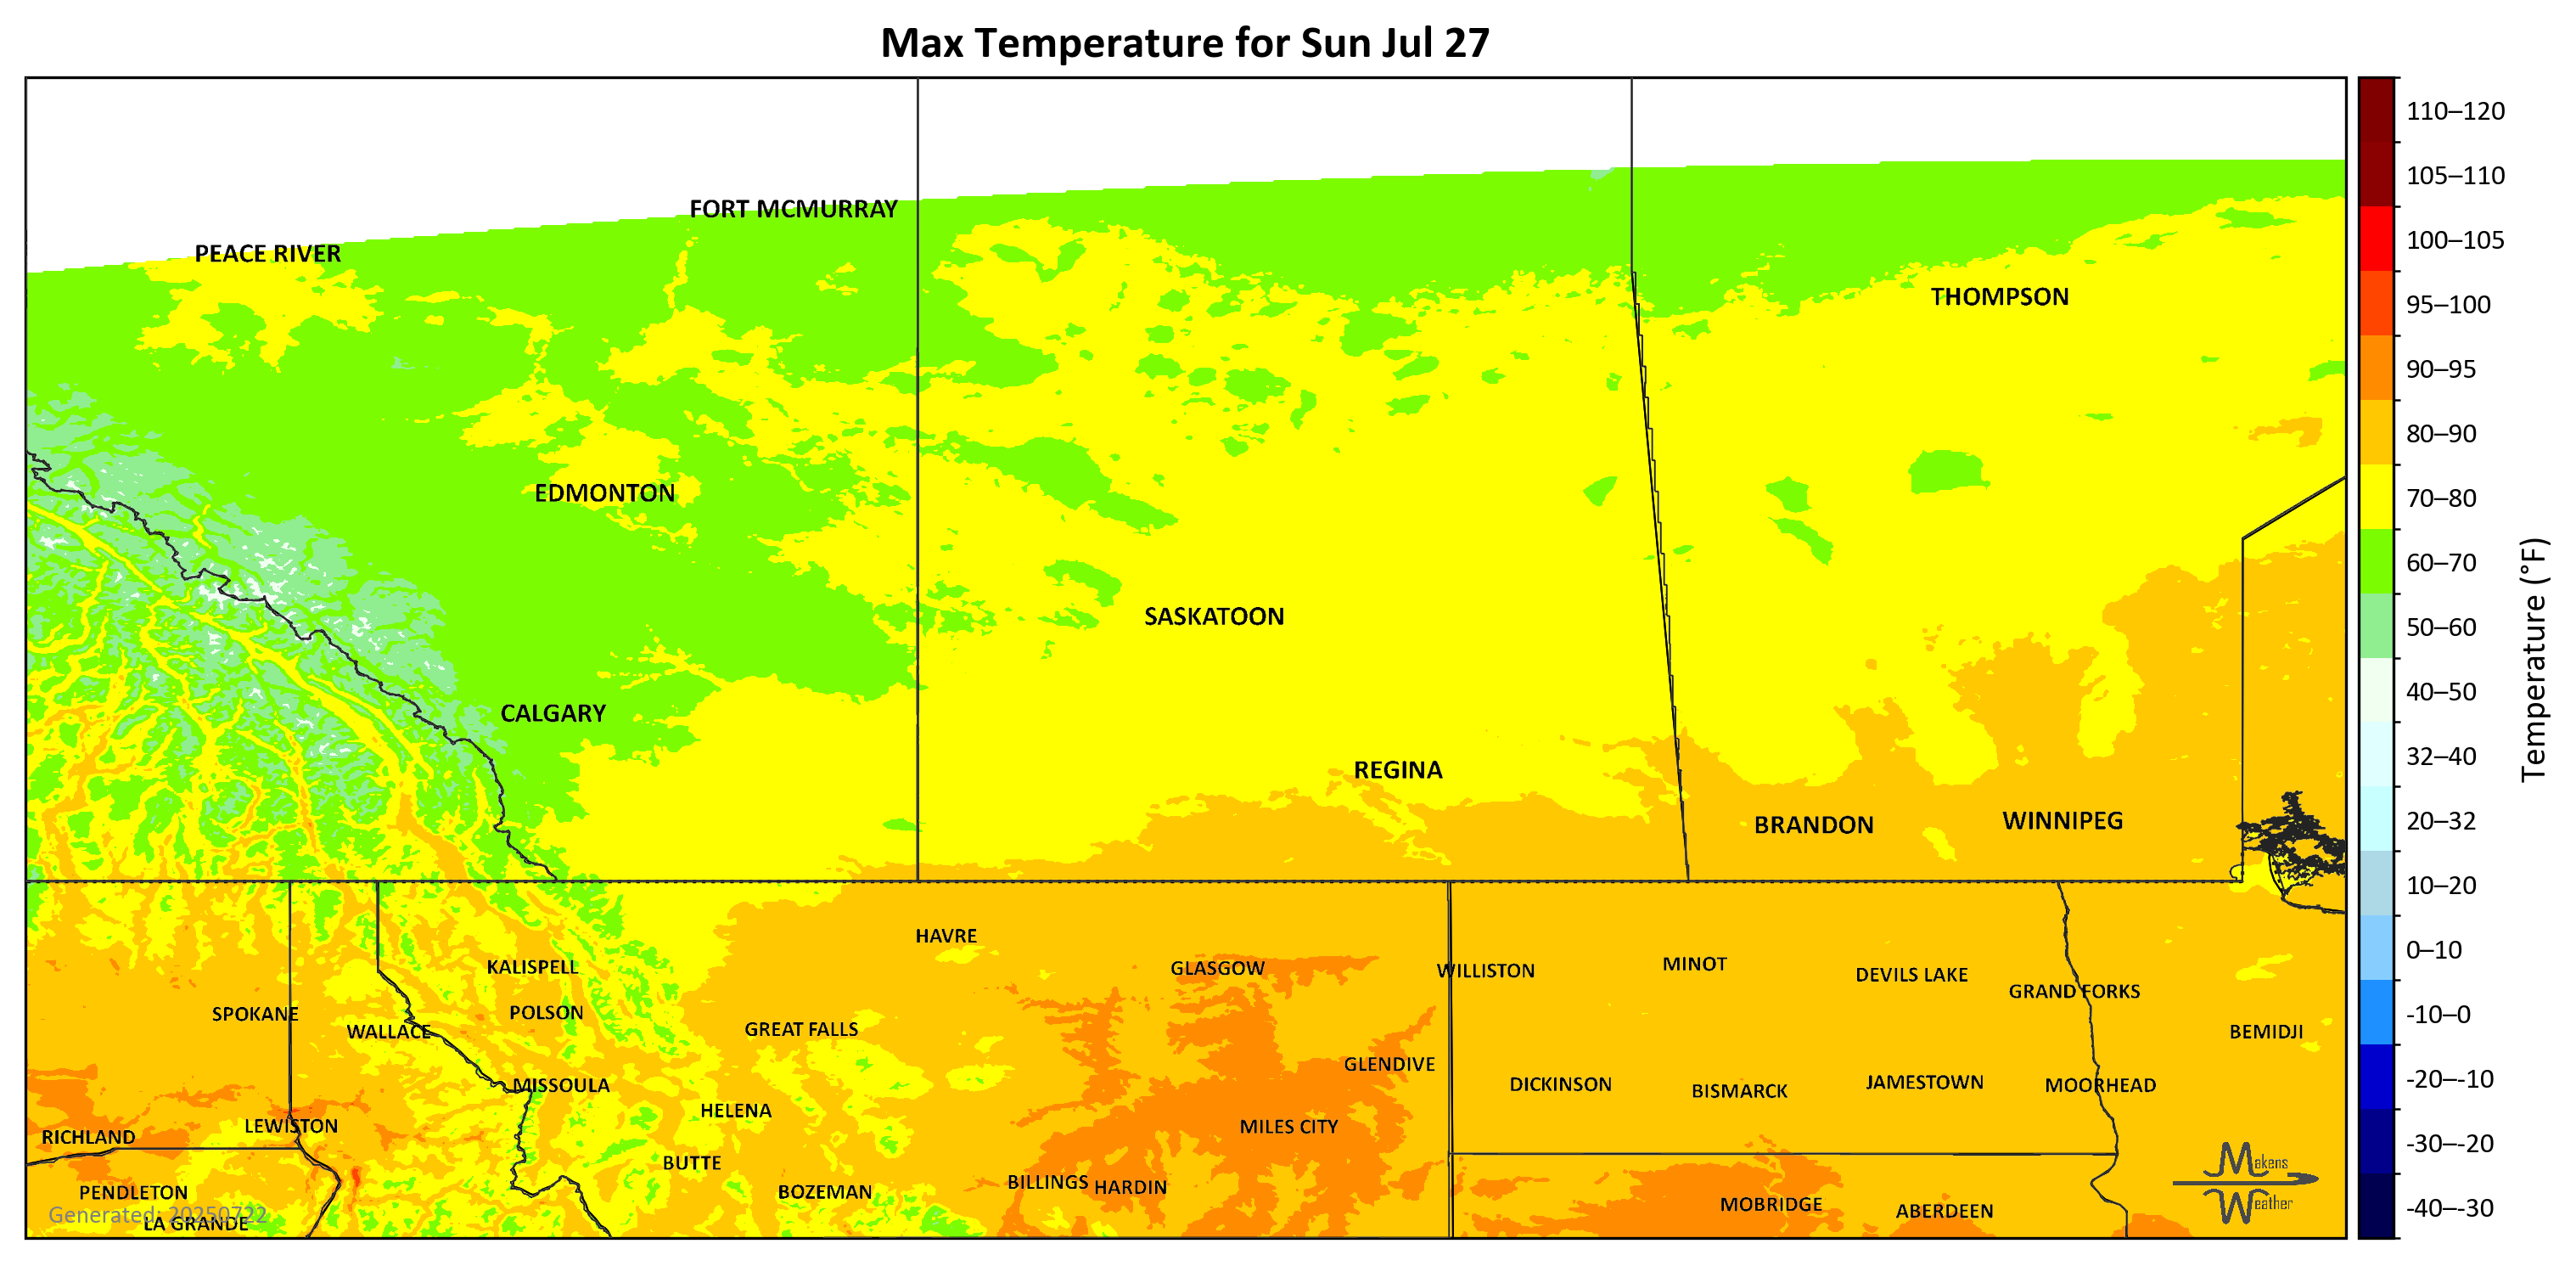 Max Temperature for Sun Jul 27
FORT MCMURRAY
PEACE RIVER
THOMPSON
EDMONTON
SASKATOON
CALGARY
REGINA
BRANDON
WINNIPEG
HAVRE
KALISPELL
GLASGOW
WILLISTON
MINOT
DEVILS LAKE
GRAND FORKS
SPOKANE
POLSON
WALLACE
GREAT FALLS
BEMIDJI
GLENDIVE
MISSOULA
DICKINSON
BISMARCK
JAMESTOWN
MOORHEAD
HELENA
LEWISTON
MILES CITY
RICHLAND
BUTTE
BILLINGS
HARDIN
PENDLETON
BOZEMAN
MOBRIDGE
ABERDEEN
LA GRANDE
Generated: 20250722
Makens
Weather
110–120
105–110
100–105
95–100
90–95
80–90
70–80
60–70
50–60
40–50
32–40
20–32
10–20
0–10
-10–0
-20–-10
-30–-20
-40–-30
Temperature (°F)